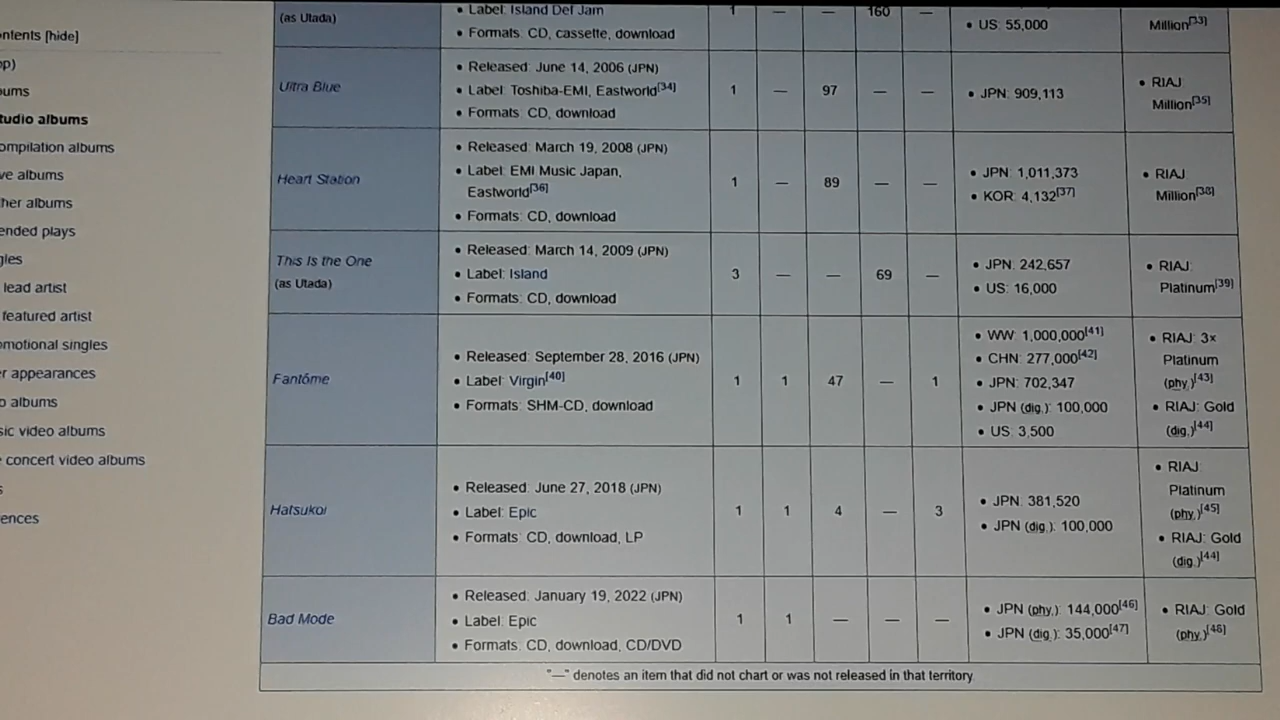 ontents [hide]
op)
ums
tudio albums
ompilation albums
ve albums
her albums
ended plays
gles
lead artist
featured artist
omotional singles
r appearances
o albums
sic video albums
e concert video albums
s
ences
(as Utada)
• Label: Island Def Jam
• Formats: CD, cassette, download
1 — — 160 —
• US: 55,000
Million[33]
Ultra Blue
• Released: June 14, 2006 (JPN)
• Label: Toshiba-EMI, Eastworld[34]
• Formats: CD, download
1 — 97 — —
• JPN: 909,113
• RIAJ:
Million[35]
Heart Station
• Released: March 19, 2008 (JPN)
• Label: EMI Music Japan,
Eastworld[36]
• Formats: CD, download
1 — 89 — —
• JPN: 1,011,373
• KOR: 4,132[37]
• RIAJ:
Million[38]
This Is the One
(as Utada)
• Released: March 14, 2009 (JPN)
• Label: Island
• Formats: CD, download
3 — — 69 —
• JPN: 242,657
• US: 16,000
• RIAJ:
Platinum[39]
Fantôme
• Released: September 28, 2016 (JPN)
• Label: Virgin[40]
• Formats: SHM-CD, download
1 1 47 — 1
• WW: 1,000,000[41]
• CHN: 277,000[42]
• JPN: 702,347
• JPN (dig.): 100,000
• US: 3,500
• RIAJ: 3×
Platinum
(phy.)[43]
• RIAJ: Gold
(dig.)[44]
Hatsukoi
• Released: June 27, 2018 (JPN)
• Label: Epic
• Formats: CD, download, LP
1 1 4 — 3
• JPN: 381,520
• JPN (dig.): 100,000
• RIAJ:
Platinum
(phy.)[45]
• RIAJ: Gold
(dig.)[44]
Bad Mode
• Released: January 19, 2022 (JPN)
• Label: Epic
• Formats: CD, download, CD/DVD
1 1 — — —
• JPN (phy.): 144,000[46]
• JPN (dig.): 35,000[47]
• RIAJ: Gold
(phy.)[48]
"—" denotes an item that did not chart or was not released in that territory.